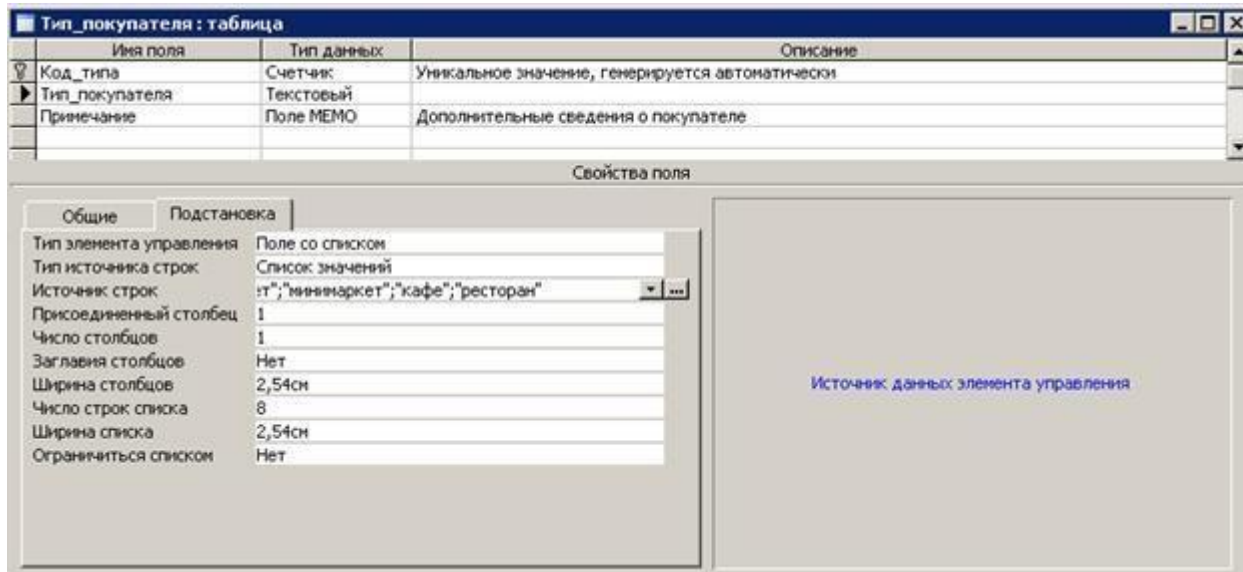 Тип_покупателя : таблица
Имя поля Тип данных Описание
Код_типа Счетчик Уникальное значение, генерируется автоматически
Тип_покупателя Текстовый
Примечание Поле МЕМО Дополнительные сведения о покупателе
Свойства поля
Общие Подстановка
Тип элемента управления Поле со списком
Тип источника строк Список значений
Источник строк ет";"минимаркет";"кафе";"ресторан" ...
Присоединенный столбец 1
Число столбцов 1
Заглавия столбцов Нет
Ширина столбцов 2,54см
Число строк списка 8
Ширина списка 2,54см
Ограничиться списком Нет
Источник данных элемента управления